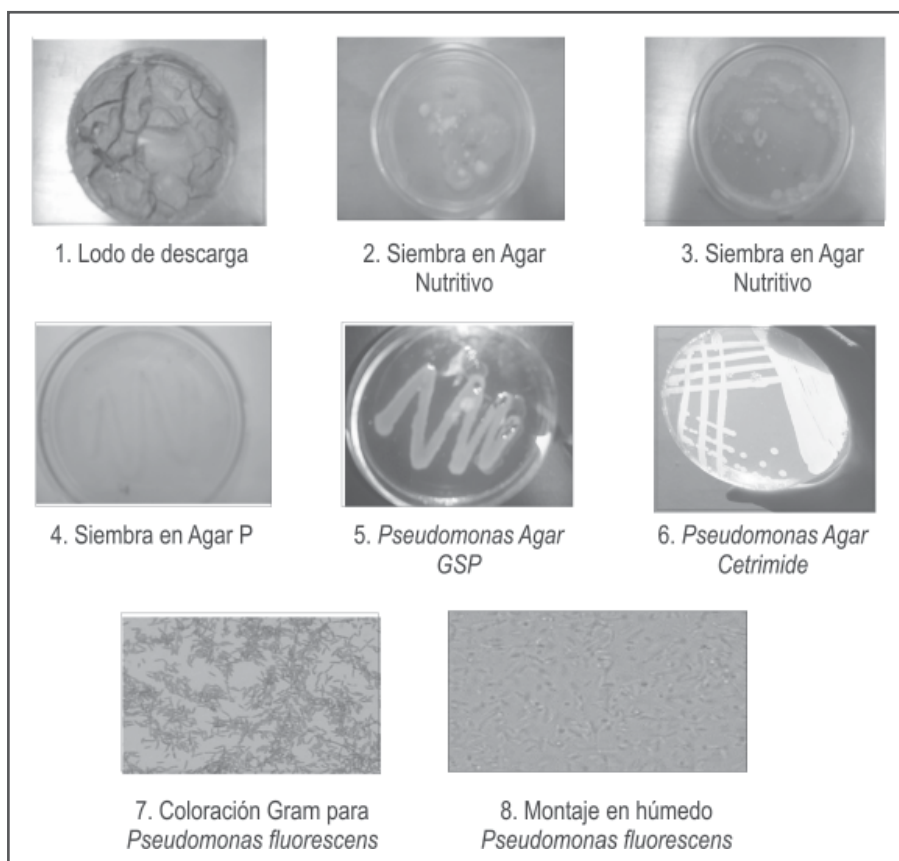 1. Lodo de descarga
2. Siembra en Agar
Nutritivo
3. Siembra en Agar
Nutritivo
4. Siembra en Agar P
5. Pseudomonas Agar
GSP
6. Pseudomonas Agar
Cetrimide
7. Coloración Gram para
Pseudomonas fluorescens
8. Montaje en húmedo
Pseudomonas fluorescens